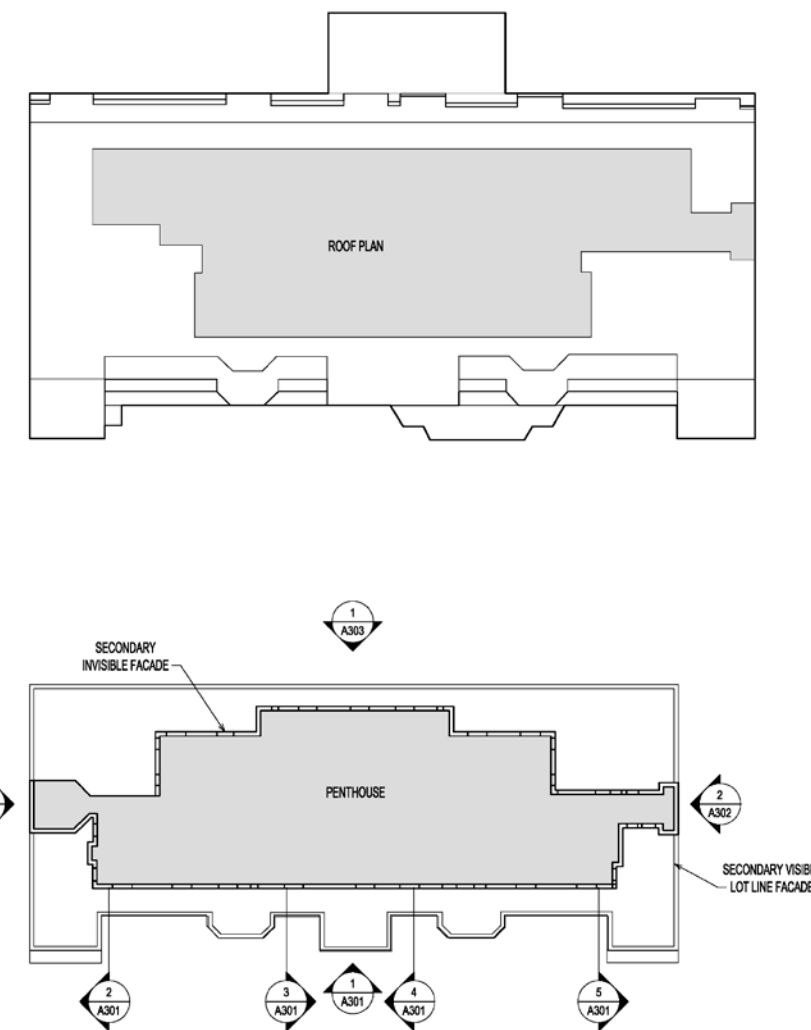 ROOF PLAN
1
A303
SECONDARY
INVISIBLE FACADE
PENTHOUSE
2
A302
SECONDARY VISIB
LOT LINE FACADE
2
A301
3
A301
1
A301
4
A301
5
A301